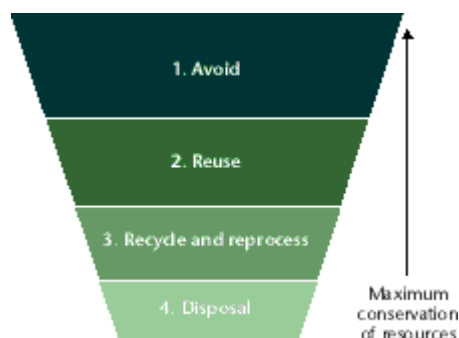 1. Avoid
2. Reuse
3. Recycle and reprocess
4. Disposal
Maximum
conservation
of resources